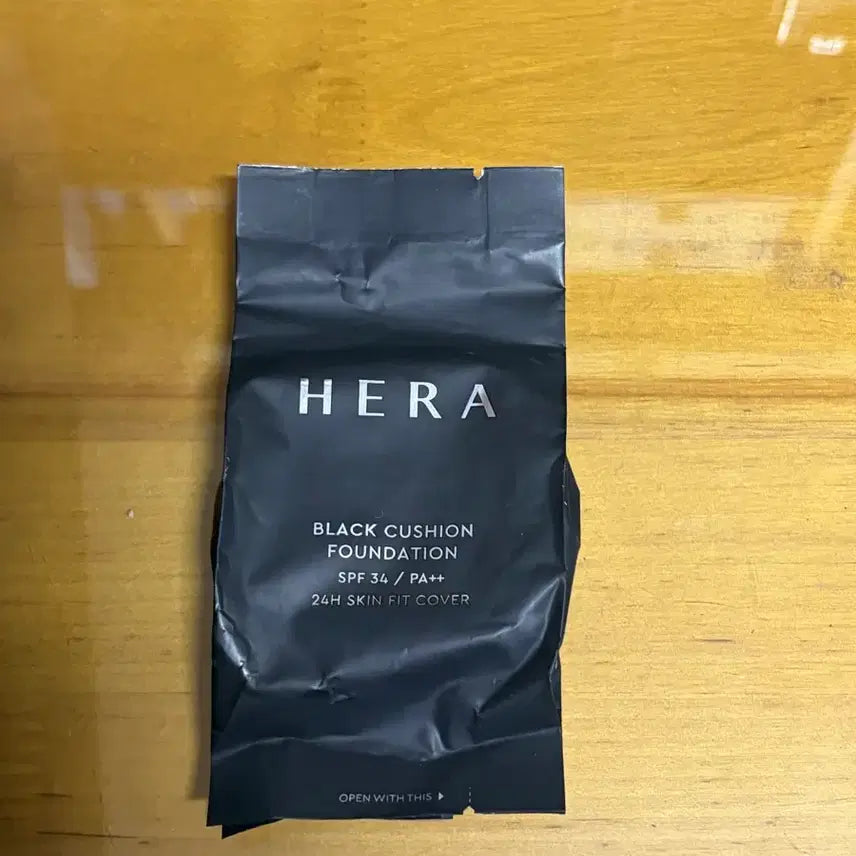 HERA
BLACK CUSHION
FOUNDATION
SPF 34 / PA++
24H SKIN FIT COVER
OPEN WITH THIS ▶